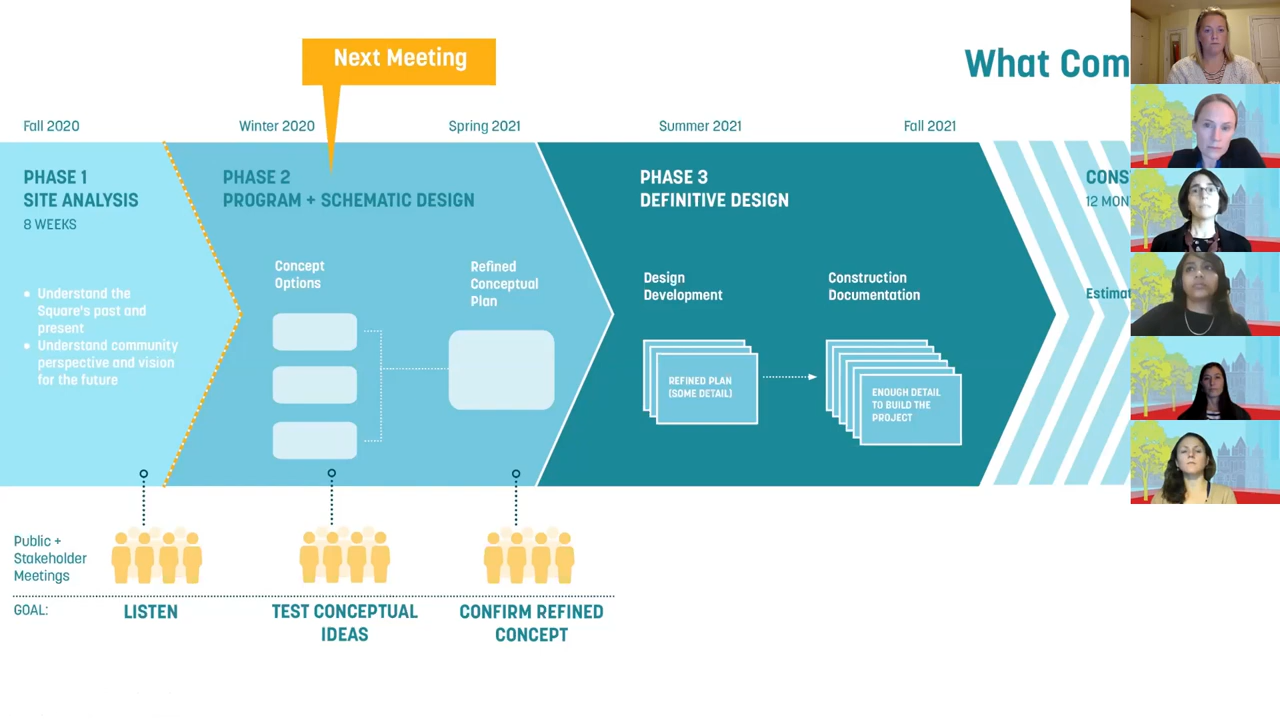 Next Meeting
What Com
Fall 2020
Winter 2020
Spring 2021
Summer 2021
Fall 2021
PHASE 1
SITE ANALYSIS
8 WEEKS
• Understand the
Square's past and
present
• Understand community
perspective and vision
for the future
PHASE 2
PROGRAM + SCHEMATIC DESIGN
Concept
Options
Refined
Conceptual
Plan
PHASE 3
DEFINITIVE DESIGN
Design
Development
REFINED PLAN
(SOME DETAIL)
Construction
Documentation
ENOUGH DETAIL
TO BUILD THE
PROJECT
CONS
12 MON
Estimat
Public +
Stakeholder
Meetings
GOAL:
LISTEN
TEST CONCEPTUAL
IDEAS
CONFIRM REFINED
CONCEPT